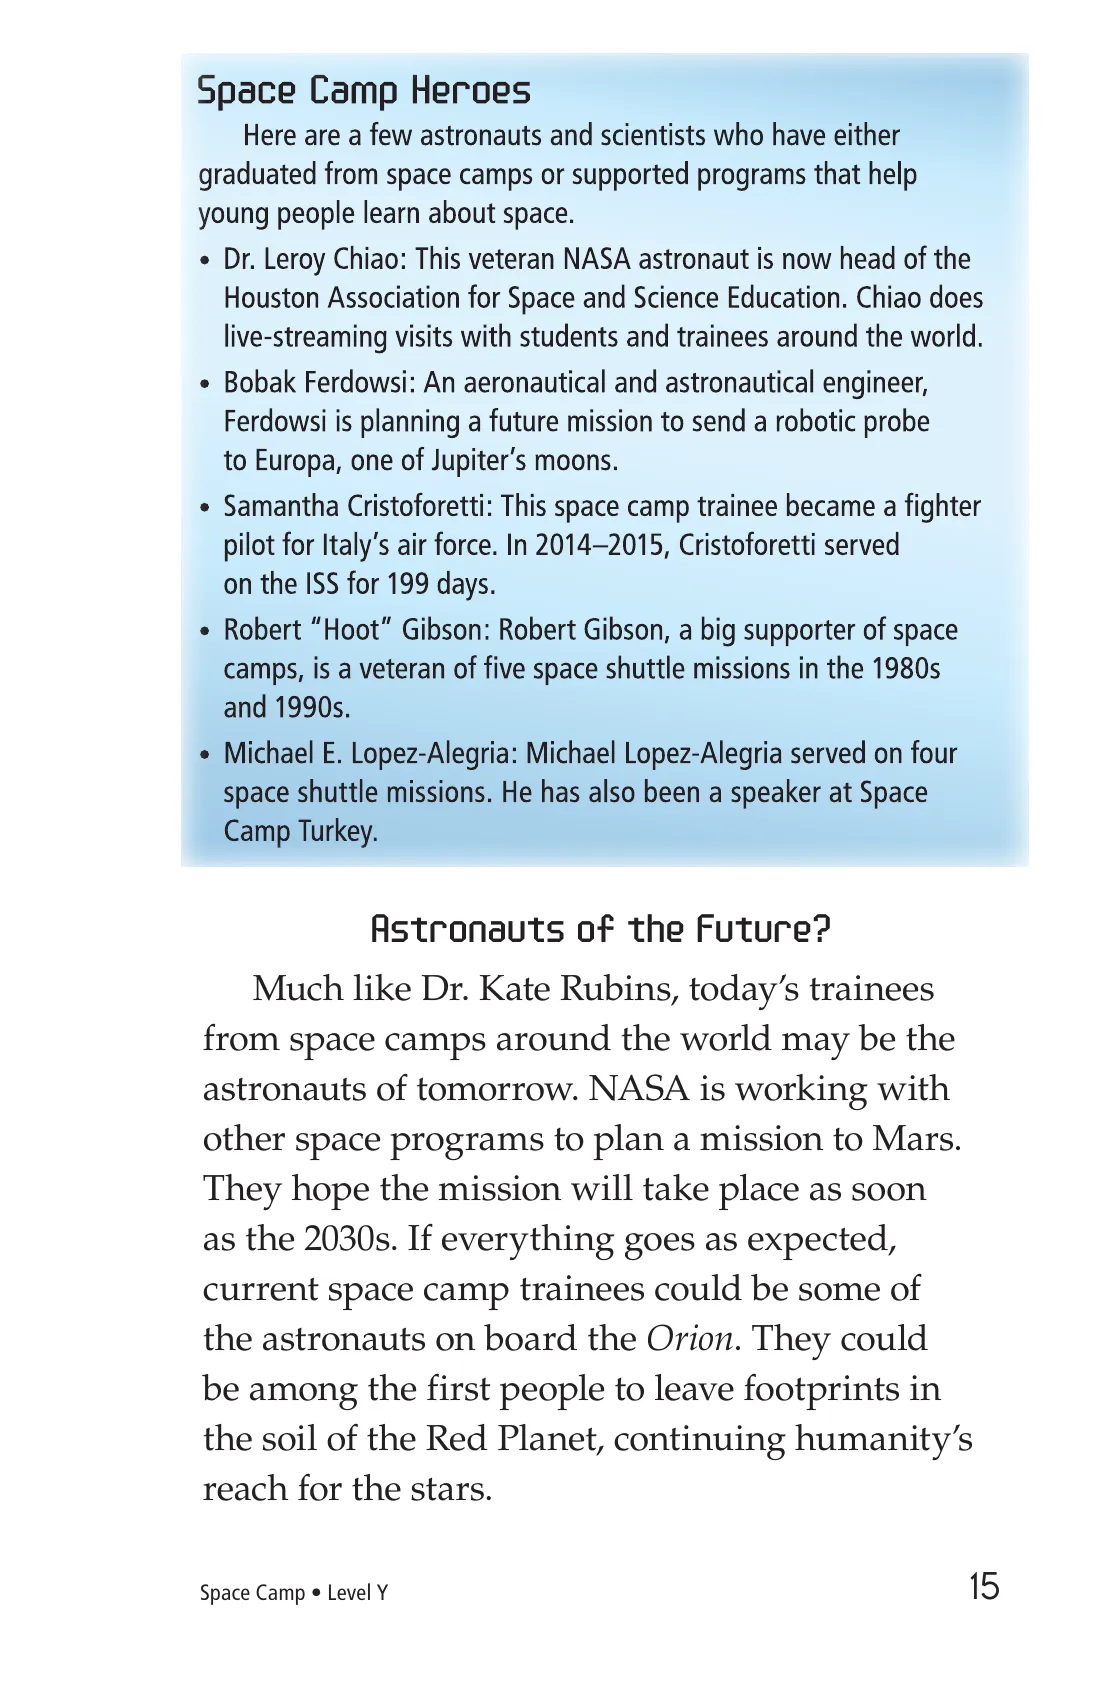 Space Camp Heroes
Here are a few astronauts and scientists who have either
graduated from space camps or supported programs that help
young people learn about space.
• Dr. Leroy Chiao: This veteran NASA astronaut is now head of the
Houston Association for Space and Science Education. Chiao does
live-streaming visits with students and trainees around the world.
• Bobak Ferdowsi: An aeronautical and astronautical engineer,
Ferdowsi is planning a future mission to send a robotic probe
to Europa, one of Jupiter’s moons.
• Samantha Cristoforetti: This space camp trainee became a fighter
pilot for Italy’s air force. In 2014–2015, Cristoforetti served
on the ISS for 199 days.
• Robert “Hoot” Gibson: Robert Gibson, a big supporter of space
camps, is a veteran of five space shuttle missions in the 1980s
and 1990s.
• Michael E. Lopez-Alegria: Michael Lopez-Alegria served on four
space shuttle missions. He has also been a speaker at Space
Camp Turkey.
Astronauts of the Future?
Much like Dr. Kate Rubins, today’s trainees
from space camps around the world may be the
astronauts of tomorrow. NASA is working with
other space programs to plan a mission to Mars.
They hope the mission will take place as soon
as the 2030s. If everything goes as expected,
current space camp trainees could be some of
the astronauts on board the Orion. They could
be among the first people to leave footprints in
the soil of the Red Planet, continuing humanity’s
reach for the stars.
Space Camp • Level Y
15